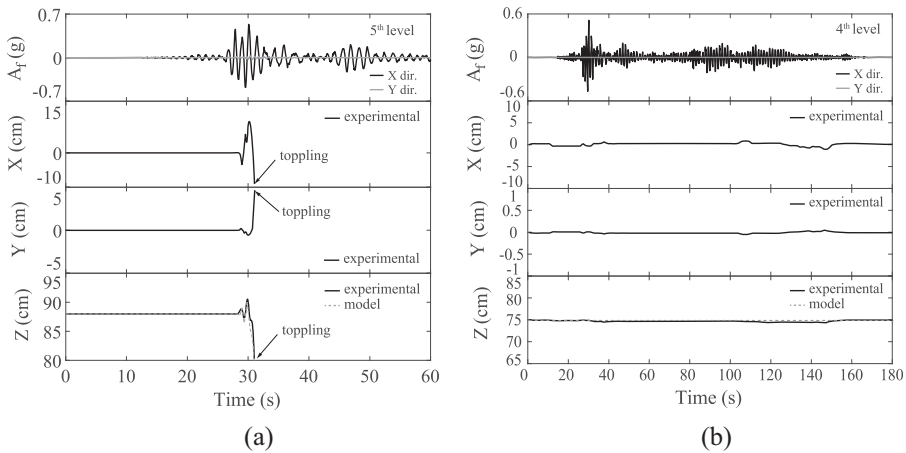 0.7
0
-0.7
A_f (g)
5th level
X dir.
Y dir.
15
0
-10
X (cm)
experimental
toppling
5
0
-5
Y (cm)
toppling
experimental
95
90
85
80
Z (cm)
experimental
model
toppling
0 10 20 30 40 50 60
Time (s)
(a)
0.6
0
-0.6
A_f (g)
4th level
X dir.
Y dir.
10
5
0
-5
-10
X (cm)
experimental
1
0.5
0
-0.5
-1
Y (cm)
experimental
85
80
75
70
65
Z (cm)
experimental
model
0 20 40 60 80 100 120 140 160 180
Time (s)
(b)